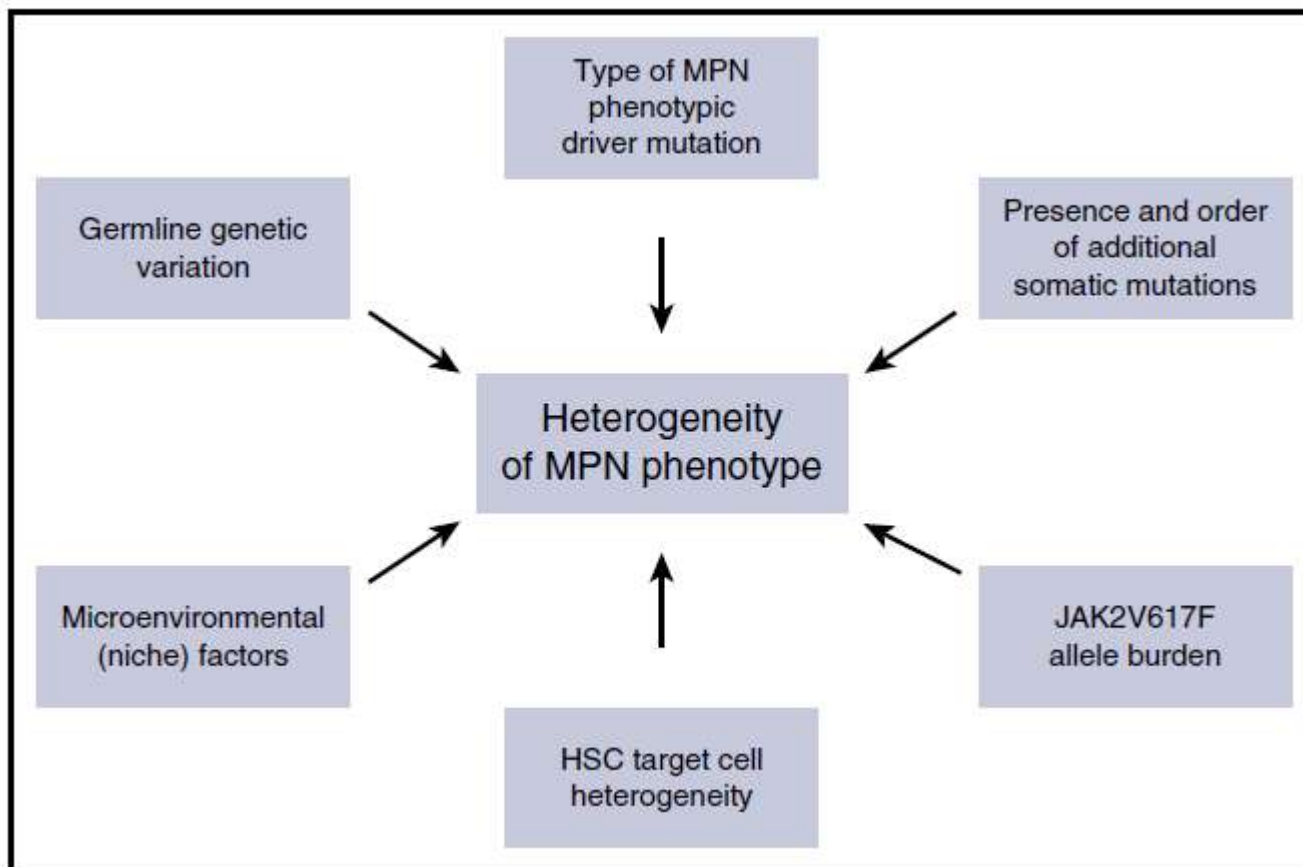 Type of MPN
phenotypic
driver mutation
Germline genetic
variation
Presence and order
of additional
somatic mutations
Heterogeneity
of MPN phenotype
Microenvironmental
(niche) factors
JAK2V617F
allele burden
HSC target cell
heterogeneity